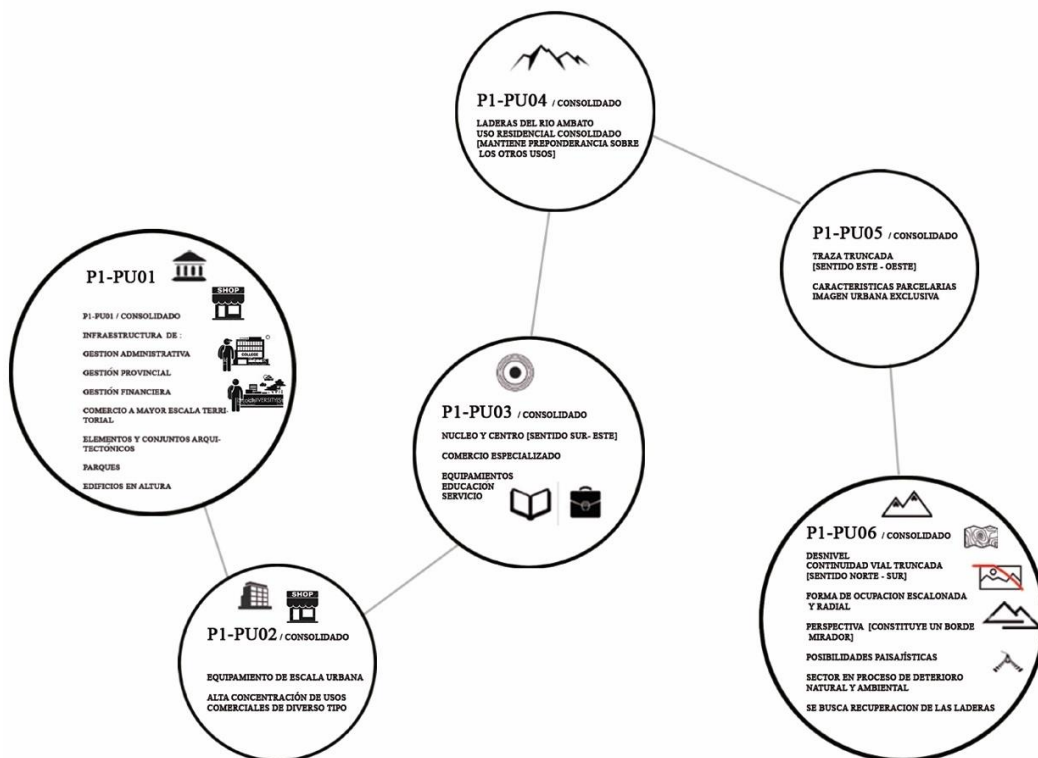 P1-PU04 / CONSOLIDADO
LADERAS DEL RIO AMBATO
USO RESIDENCIAL CONSOLIDADO
[MANTIENE PREPONDERANCIA SOBRE
LOS OTROS USOS]
P1-PU05 / CONSOLIDADO
TRAZA TRUNCADA
[SENTIDO ESTE - OESTE]
CARACTERISTICAS PARCELARIAS
IMAGEN URBANA EXCLUSIVA
P1-PU01
SHOP
P1-PU01 / CONSOLIDADO
INFRAESTRUCTURA DE :
GESTION ADMINISTRATIVA
COLLEGE
GESTIÓN PROVINCIAL
GESTIÓN FINANCIERA
COMERCIO A MAYOR ESCALA TERRI-
TORIAL
ELEMENTOS Y CONJUNTOS ARQUI-
TECTÓNICOS
PARQUES
EDIFICIOS EN ALTURA
P1-PU03 / CONSOLIDADO
NUCLEO Y CENTRO [SENTIDO SUR- ESTE]
COMERCIO ESPECIALIZADO
EQUIPAMIENTOS
EDUCACIÓN
SERVICIO
SHOP
P1-PU02 / CONSOLIDADO
EQUIPAMIENTO DE ESCALA URBANA
ALTA CONCENTRACIÓN DE USOS
COMERCIALES DE DIVERSO TIPO
P1-PU06 / CONSOLIDADO
DESNIVEL
CONTINUIDAD VIAL TRUNCADA
[SENTIDO NORTE - SUR]
FORMA DE OCUPACION ESCALONADA
Y RADIAL
PERSPECTIVA [CONSTITUYE UN BORDE
MIRADOR]
POSIBILIDADES PAISAJÍSTICAS
SECTOR EN PROCESO DE DETERIORO
NATURAL Y AMBIENTAL
SE BUSCA RECUPERACION DE LAS LADERAS